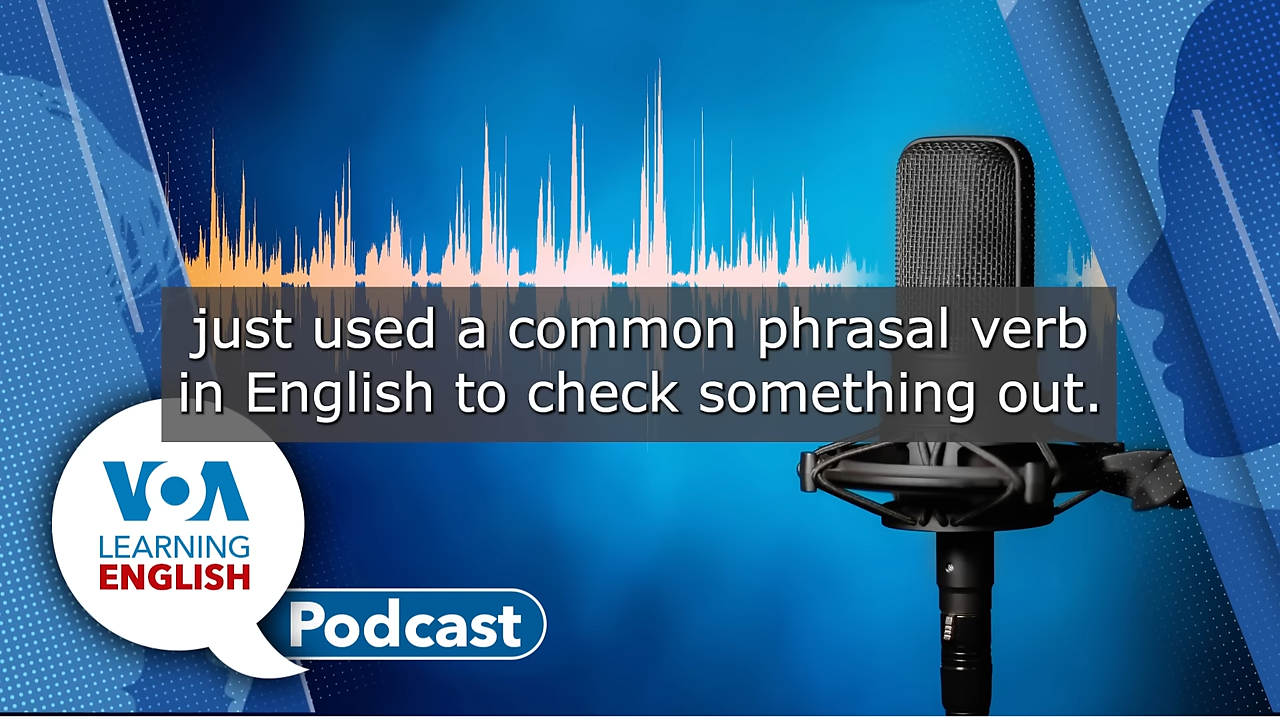 just used a common phrasal verb
in English to check something out.
VOA
LEARNING
ENGLISH
Podcast